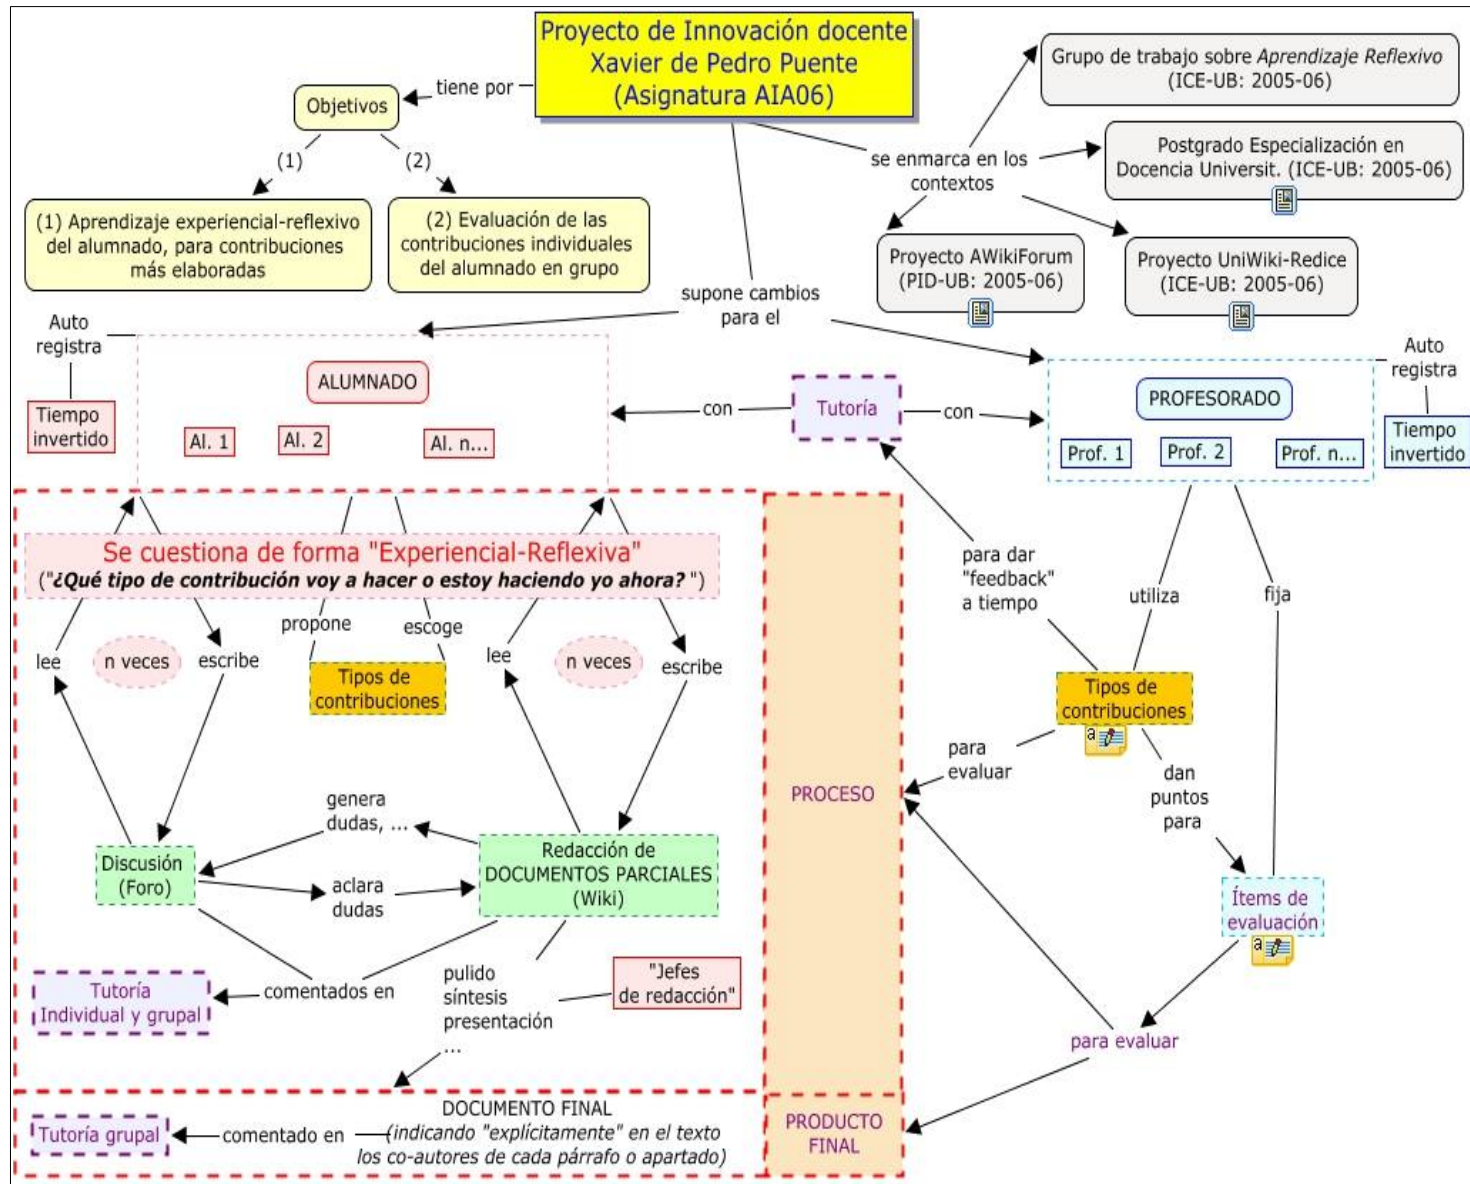 Proyecto de Innovación docente
Xavier de Pedro Puente
(Asignatura AIA06)
tiene por
Objetivos
(1)
(2)
(1) Aprendizaje experiencial-reflexivo
del alumnado, para contribuciones
más elaboradas
(2) Evaluación de las
contribuciones individuales
del alumnado en grupo
se enmarca en los
contextos
Grupo de trabajo sobre Aprendizaje Reflexivo
(ICE-UB: 2005-06)
Postgrado Especialización en
Docencia Universit. (ICE-UB: 2005-06)
Proyecto AWikiForum
(PID-UB: 2005-06)
Proyecto UniWiki-Redice
(ICE-UB: 2005-06)
supone cambios
para el
Auto
registra
Tiempo
invertido
ALUMNADO
Al. 1
Al. 2
Al. n...
con
Tutoría
con
PROFESORADO
Prof. 1
Prof. 2
Prof. n...
Auto
registra
Tiempo
invertido
Se cuestiona de forma "Experiencial-Reflexiva"
("¿Qué tipo de contribución voy a hacer o estoy haciendo yo ahora? ")
lee
n veces
escribe
propone
escoge
Tipos de
contribuciones
lee
n veces
escribe
genera
dudas, ...
Discusión
(Foro)
aclara
dudas
Redacción de
DOCUMENTOS PARCIALES
(Wiki)
Tutoría
Individual y grupal
comentados en
pulido
síntesis
presentación
...
"Jefes
de redacción"
Tutoría grupal
comentado en
DOCUMENTO FINAL
(indicando "explícitamente" en el texto
los co-autores de cada párrafo o apartado)
PROCESO
PRODUCTO
FINAL
para dar
"feedback"
a tiempo
utiliza
fija
Tipos de
contribuciones
a
para
evaluar
dan
puntos
para
Ítems de
evaluación
a
para evaluar